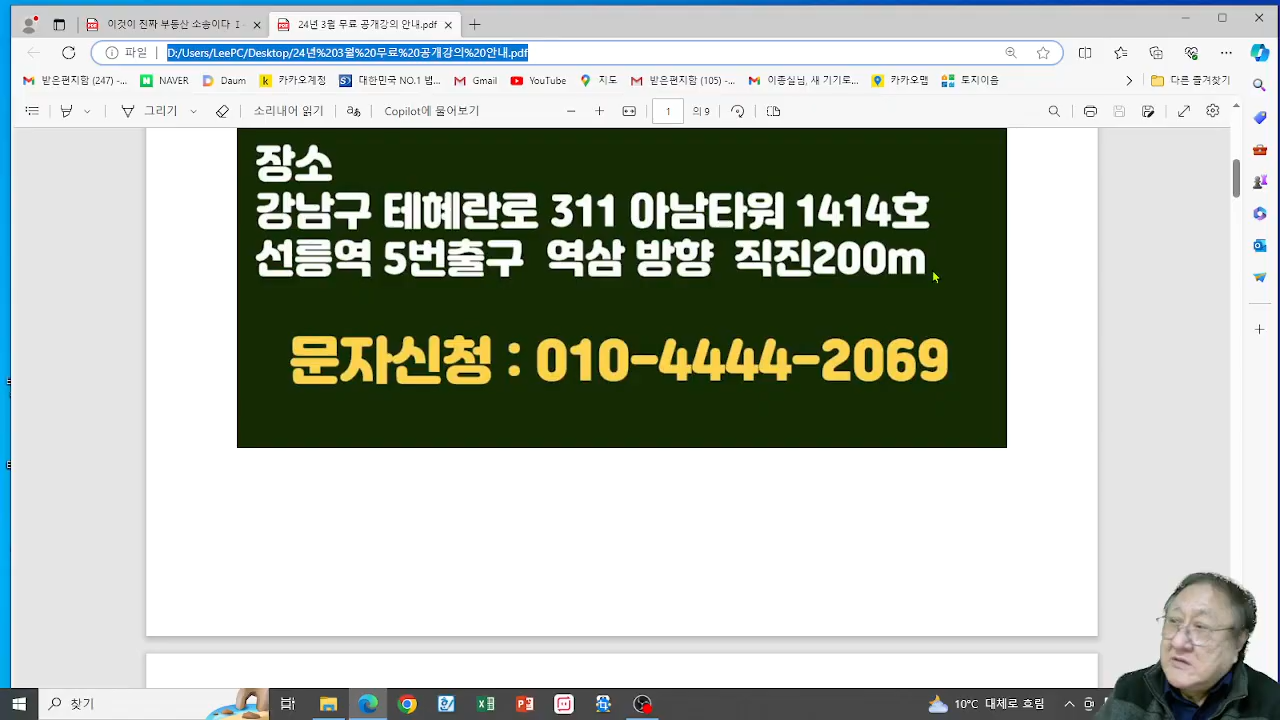 이것이 진짜 부동산 소송이다 I -
24년 3월 무료 공개강의 안내.pdf
파일
D:/Users/LeePC/Desktop/24년%203월%20무료%20공개강의%20안내.pdf
받은편지함 (247) -...
NAVER
Daum
카카오계정
대한민국 NO.1 법...
Gmail
YouTube
지도
받은편지함 (105) -...
이종실님, 새 기기로...
카카오맵
토지이음
다른 즐겨찾기
그리기
소리내어 읽기
Copilot에 물어보기
1
의 9
장소
강남구 테헤란로 311 아남타워 1414호
선릉역 5번출구 역삼 방향 직진200m
문자신청 : 010-4444-2069
찾기
10°C 대체로 흐림